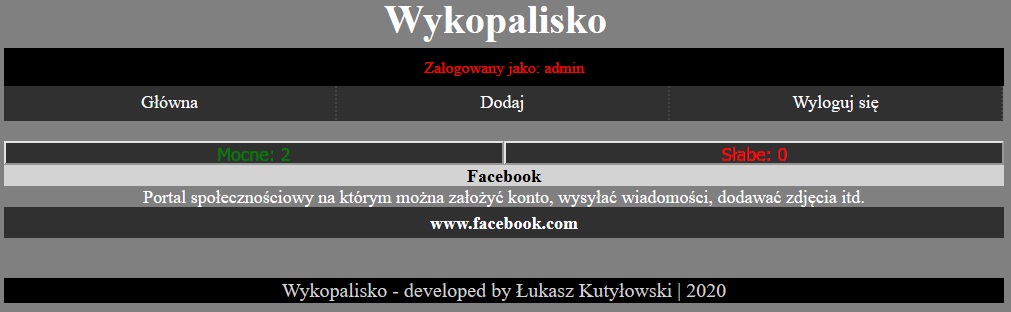 Wykopalisko
Zalogowany jako: admin
Główna Dodaj Wyloguj się
Mocne: 2 Słabe: 0
Facebook
Portal społecznościowy na którym można założyć konto, wysyłać wiadomości, dodawać zdjęcia itd.
www.facebook.com
Wykopalisko - developed by Łukasz Kutyłowski | 2020